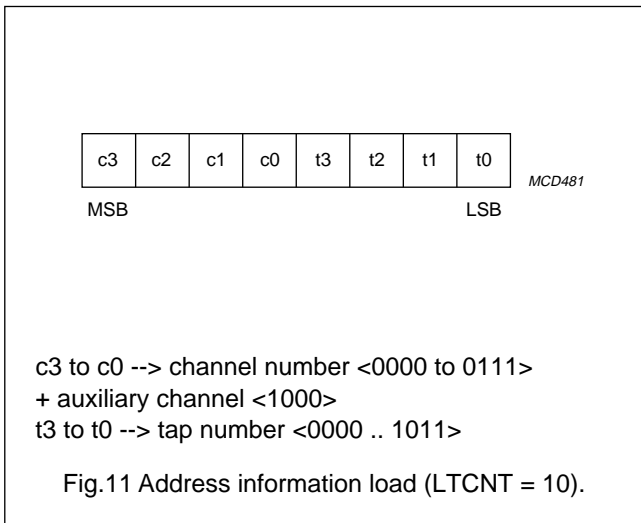 c3 c2 c1 c0 t3 t2 t1 t0
MCD481
MSB LSB
c3 to c0 --> channel number <0000 to 0111>
+ auxiliary channel <1000>
t3 to t0 --> tap number <0000 .. 1011>
Fig.11 Address information load (LTCNT = 10).